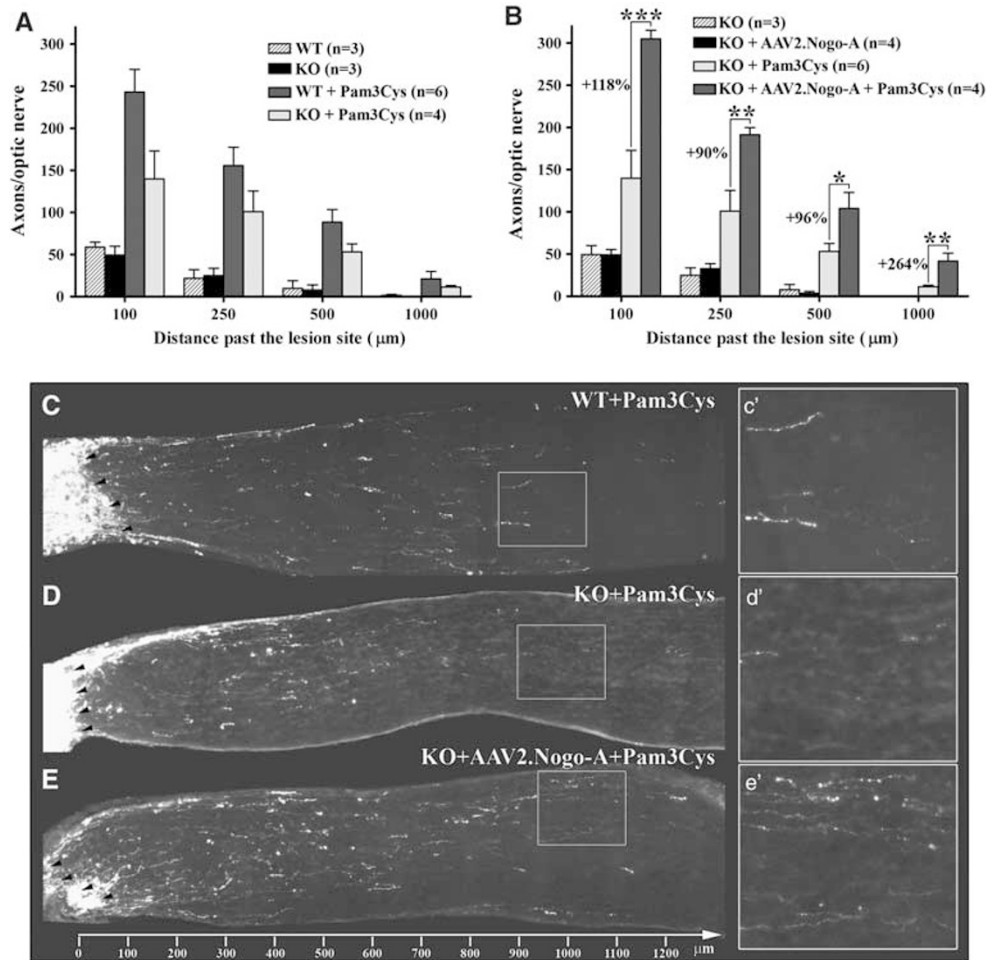 A
Axons/optic nerve
300
250
200
150
100
50
0
WT (n=3)
KO (n=3)
WT + Pam3Cys (n=6)
KO + Pam3Cys (n=4)
100 250 500 1000
Distance past the lesion site ( μm)
B
Axons/optic nerve
300
250
200
150
100
50
0
KO (n=3)
KO + AAV2.Nogo-A (n=4)
KO + Pam3Cys (n=6)
KO + AAV2.Nogo-A + Pam3Cys (n=4)
***
+118%
**
+90%
*
+96%
**
+264%
100 250 500 1000
Distance past the lesion site ( μm)
C
WT+Pam3Cys
c'
D
KO+Pam3Cys
d'
E
KO+AAV2.Nogo-A+Pam3Cys
e'
0 100 200 300 400 500 600 700 800 900 1000 1100 1200 μm